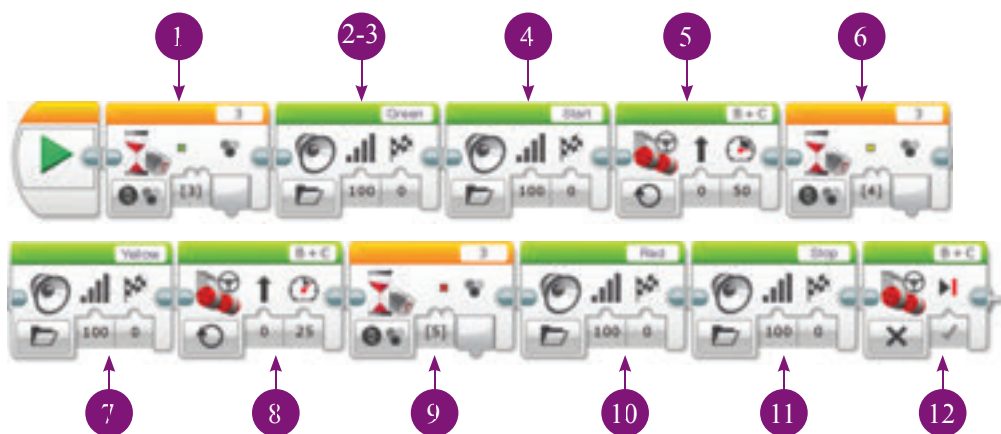 1 2-3 4 5 6
3 Green Start B + C 3
[3] 100 0 100 0 0 50 [4]
Yellow B + C 3 Red Stop B + C
100 0 0 25 [5] 100 0 100 0
7 8 9 10 11 12